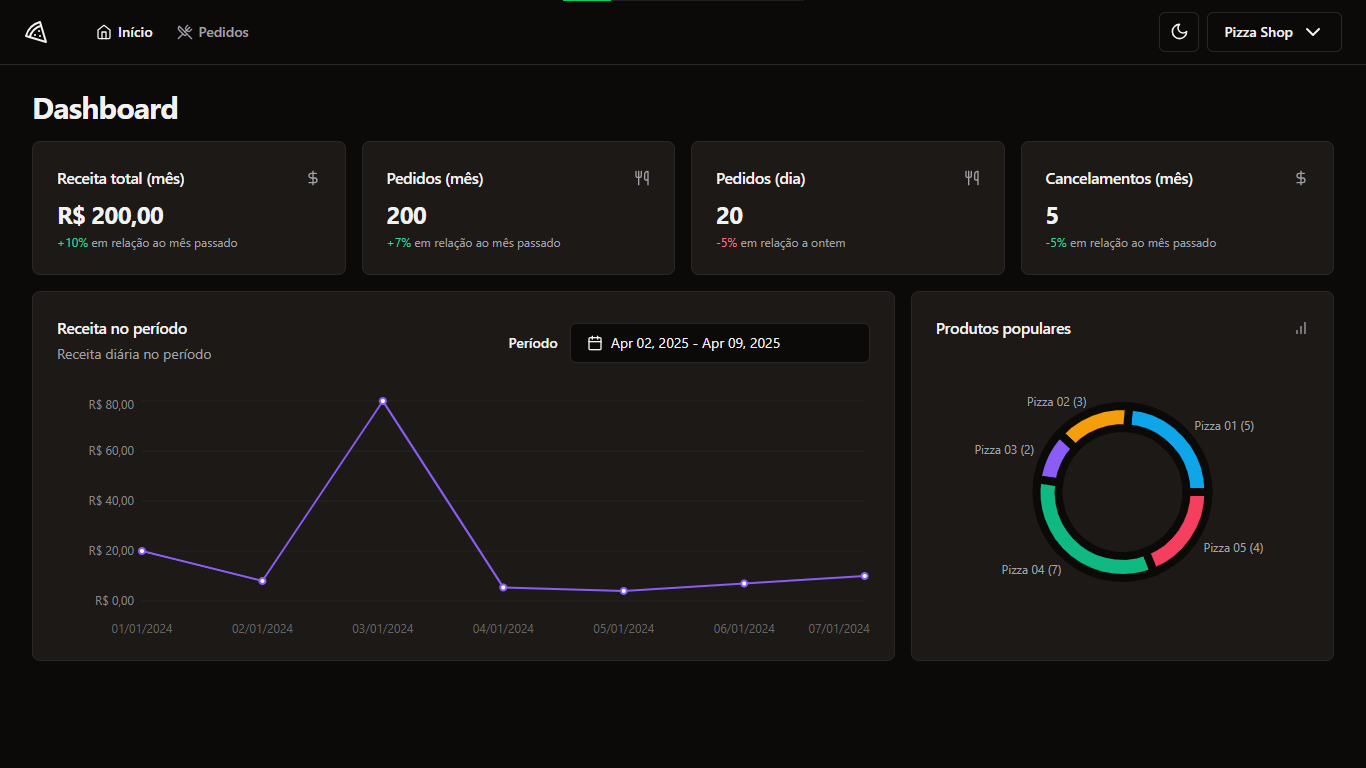 Início
Pedidos
Pizza Shop
Dashboard
Receita total (mês)
$
R$ 200,00
+10% em relação ao mês passado
Pedidos (mês)
200
+7% em relação ao mês passado
Pedidos (dia)
20
-5% em relação a ontem
Cancelamentos (mês)
$
5
-5% em relação ao mês passado
Receita no período
Receita diária no período
Período
Apr 02, 2025 - Apr 09, 2025
R$ 80,00
R$ 60,00
R$ 40,00
R$ 20,00
R$ 0,00
01/01/2024
02/01/2024
03/01/2024
04/01/2024
05/01/2024
06/01/2024
07/01/2024
Produtos populares
Pizza 02 (3)
Pizza 01 (5)
Pizza 03 (2)
Pizza 05 (4)
Pizza 04 (7)